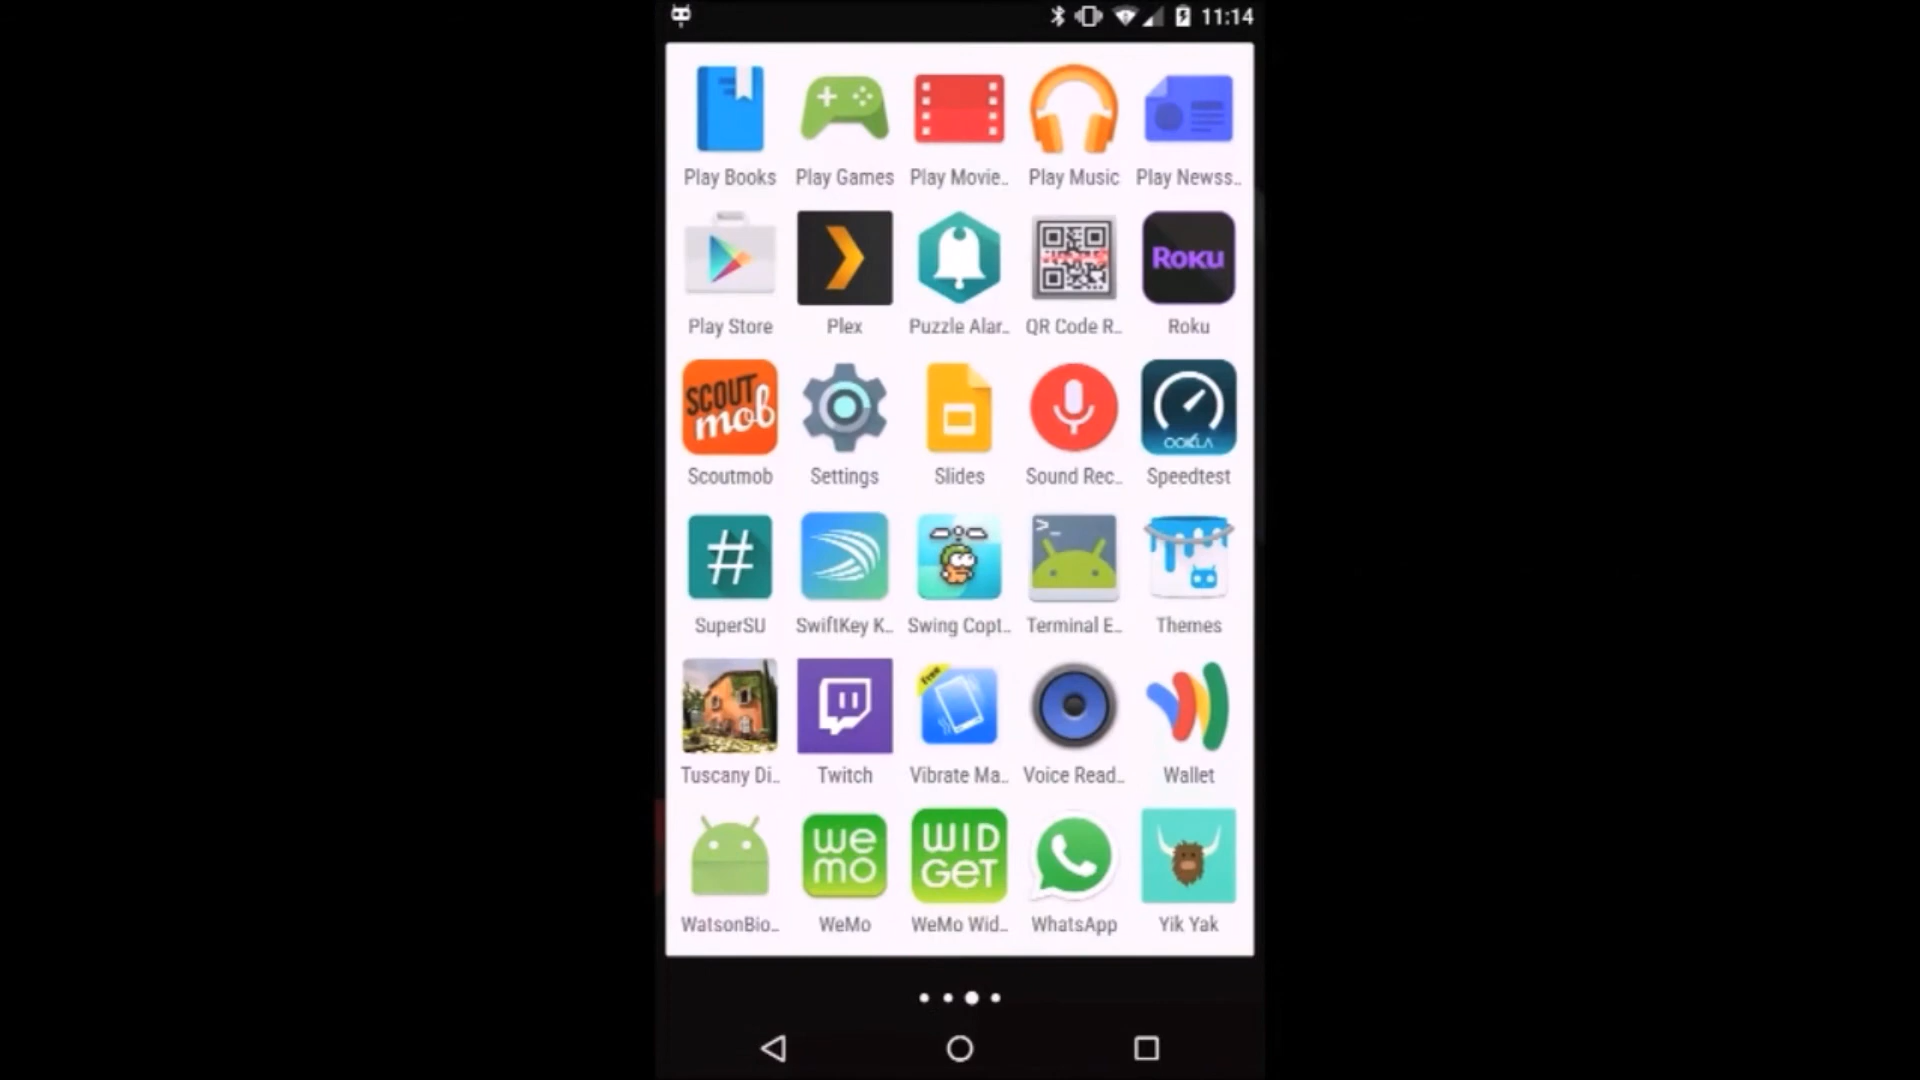 11:14
Play Books Play Games Play Movie.. Play Music Play Newss..
Roku
Play Store Plex Puzzle Alar.. QR Code R.. Roku
SCOUT
mob
OOKLA
Scoutmob Settings Slides Sound Rec.. Speedtest
# >_
SuperSU SwiftKey K.. Swing Copt.. Terminal E.. Themes
Free
Tuscany Di.. Twitch Vibrate Ma.. Voice Read.. Wallet
we
mo
WID
GET
WatsonBio.. WeMo WeMo Wid.. WhatsApp Yik Yak